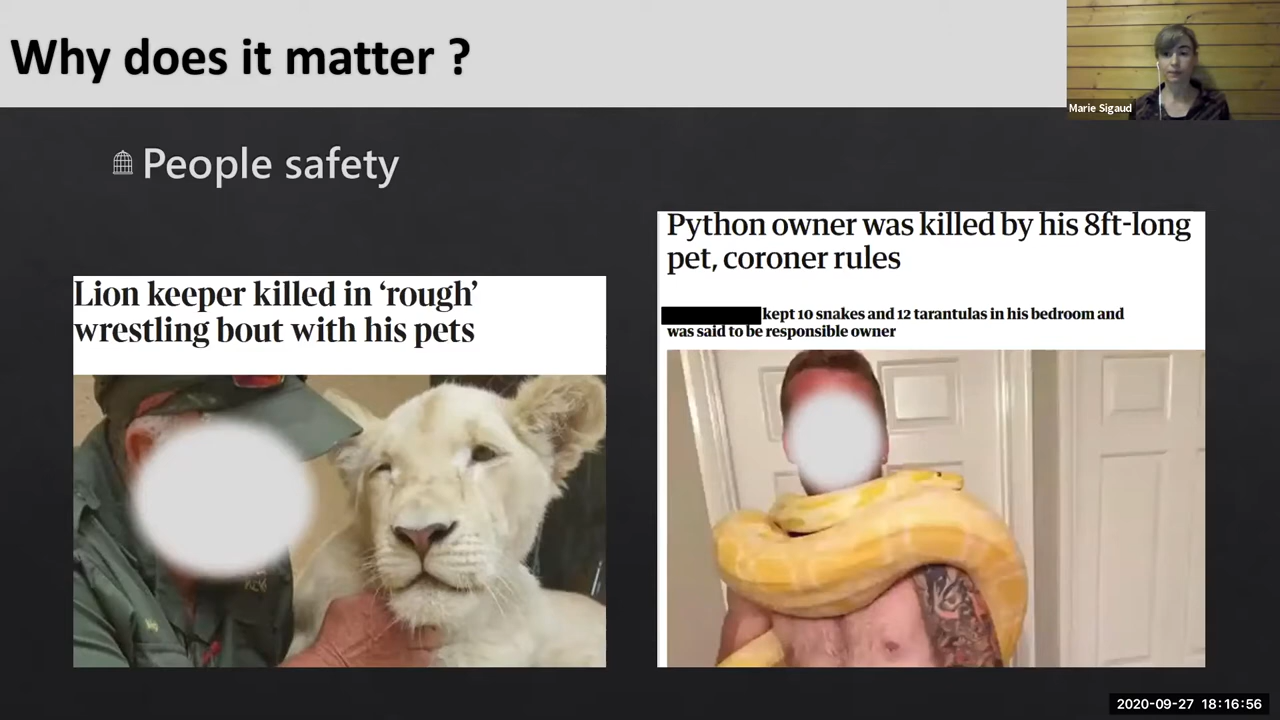 Why does it matter ?
Marie Sigaud
People safety
Lion keeper killed in ‘rough’
wrestling bout with his pets
Python owner was killed by his 8ft-long
pet, coroner rules
kept 10 snakes and 12 tarantulas in his bedroom and
was said to be responsible owner
2020-09-27 18:16:56